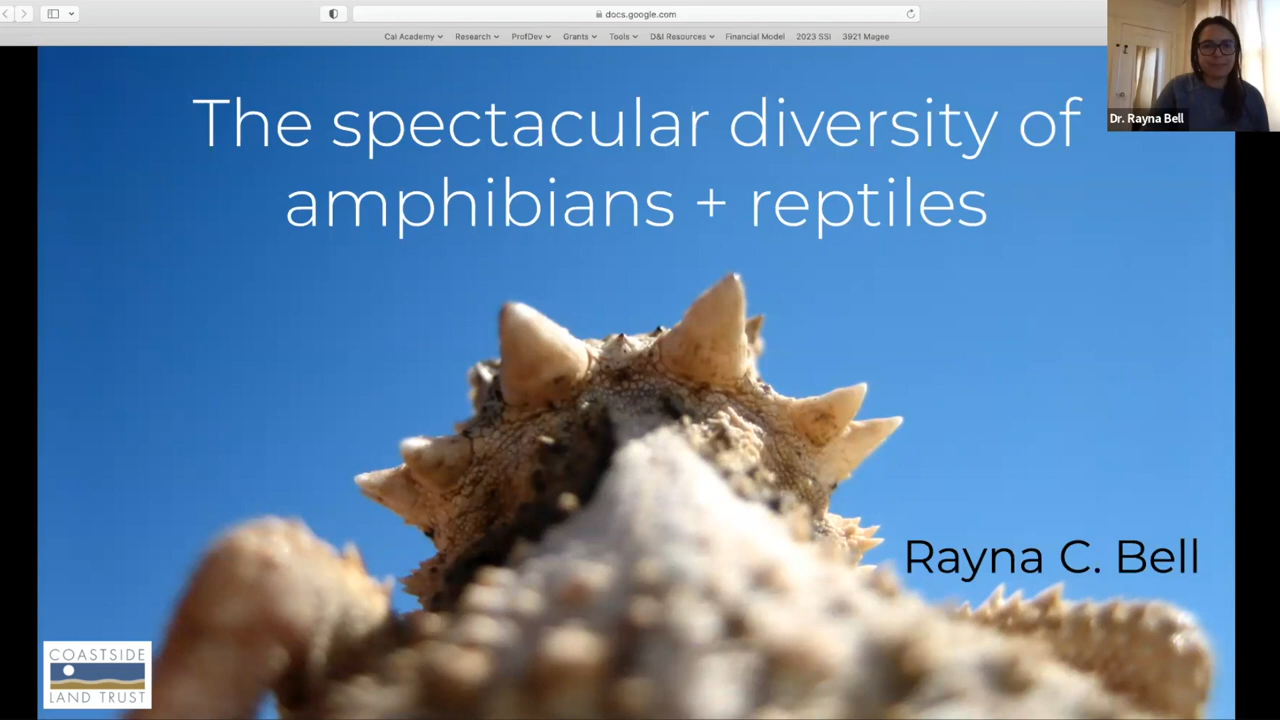 docs.google.com
Cal Academy
Research
ProfDev
Grants
Tools
D&I Resources
Financial Model
2023 SSI
3921 Magee
Dr. Rayna Bell
The spectacular diversity of
amphibians + reptiles
Rayna C. Bell
COASTSIDE
LAND TRUST